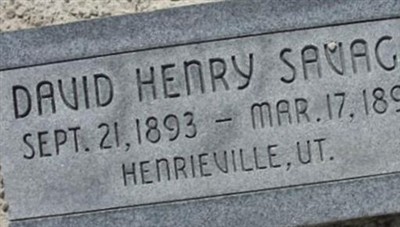 DAVID HENRY SAVAG
SEPT. 21, 1893 – MAR. 17, 189
HENRIEVILLE, UT.